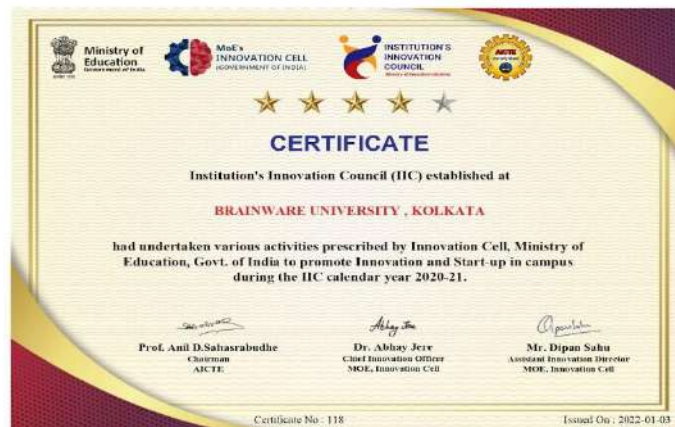 Ministry of
Education
Government of India
MoE's
INNOVATION CELL
(GOVERNMENT OF INDIA)
INSTITUTION'S
INNOVATION
COUNCIL
AICTE
CERTIFICATE
Institution's Innovation Council (IIC) established at
BRAINWARE UNIVERSITY , KOLKATA
had undertaken various activities prescribed by Innovation Cell, Ministry of
Education, Govt. of India to promote Innovation and Start-up in campus
during the IIC calendar year 2020-21.
Prof. Anil D.Sahasrabudhe
Chairman
AICTE
Dr. Abhay Jere
Chief Innovation Officer
MOE, Innovation Cell
Mr. Dipan Sahu
Assistant Innovation Director
MOE, Innovation Cell
Certificate No : 118
Issued On : 2022-01-03